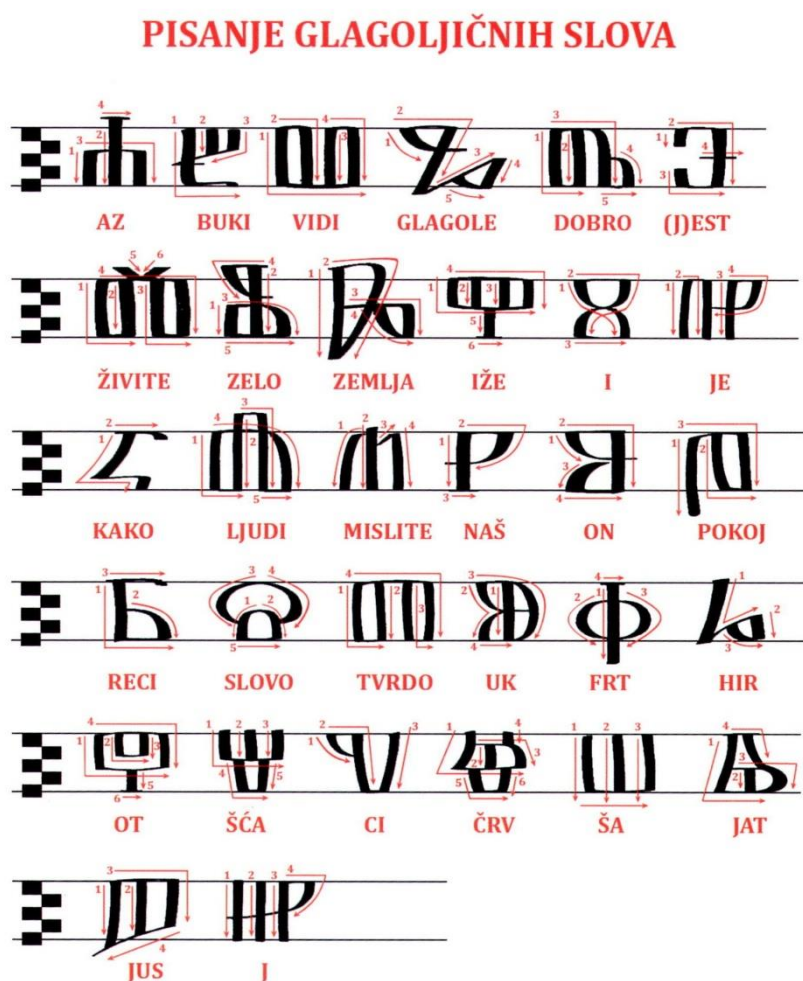 PISANJE GLAGOLJIČNIH SLOVA
AZ BUKI VIDI GLAGOLE DOBRO (J)EST
ŽIVITE ZELO ZEMLJA IŽE I JE
KAKO LJUDI MISLITE NAŠ ON POKOJ
RECI SLOVO TVRDO UK FRT HIR
OT ŠĆA CI ČRV ŠA JAT
JUS J